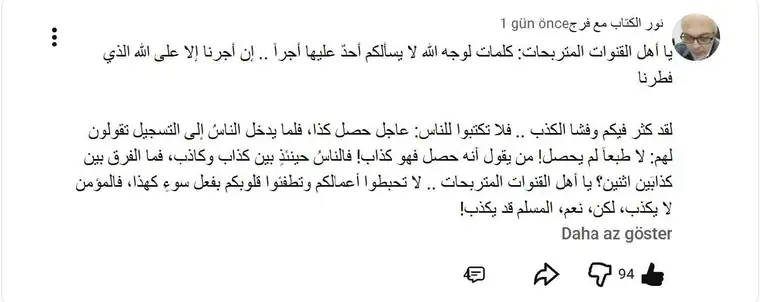 نور الكتاب مع فرج 1 gün önce
يا أهل القنوات المتربحات: كلمات لوجه الله لا يسألكم أحدٌ عليها أجراً .. إن أجرنا إلا على الله الذي
فطرنا
لقد كثر فيكم وفشا الكذب .. فلا تكتبوا للناس: عاجل حصل كذا، فلما يدخل الناسُ إلى التسجيل تقولون
لهم: لا طبعاً لم يحصل! من يقول أنه حصل فهو كذاب! فالناسُ حينئذٍ بين كذاب وكاذب، فما الفرق بين
كذابَين اثنين؟ يا أهل القنوات المتربحات .. لا تحبطوا أعمالكم وتطفئوا قلوبكم بفعل سوءٍ كهذا، فالمؤمن
لا يكذب، لكن، نعم، المسلم قد يكذب!
Daha az göster
94 4